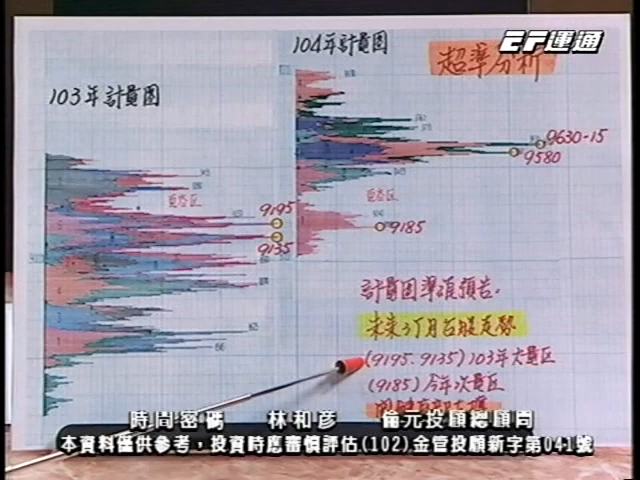 EF運通
104年計量圖
超準分析
103年計量圖
9630-15
9580
9195
9135
9185
計量圖準確預告。
未來3个月台股走勢
(9195.9135)103年大量区
(9185)今年次量区
時間密碼 林和彦 倫元投顧總顧問
本資料僅供參考，投資時應審慎評估(102)金管投顧新字第041號